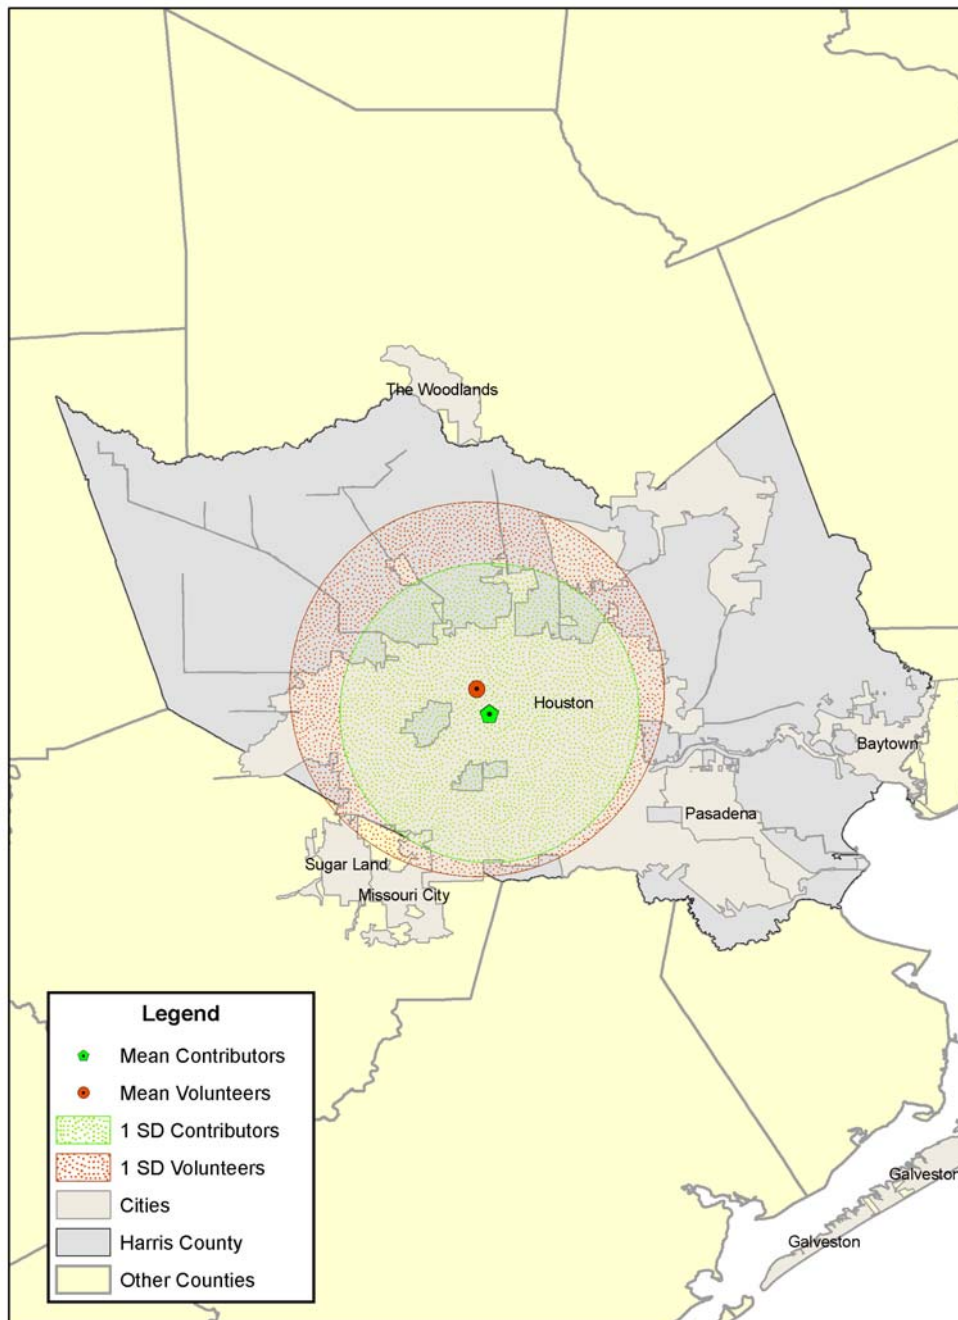 The Woodlands
Houston
Baytown
Pasadena
Sugar Land
Missouri City
Galveston
Galveston
Legend
Mean Contributors
Mean Volunteers
1 SD Contributors
1 SD Volunteers
Cities
Harris County
Other Counties